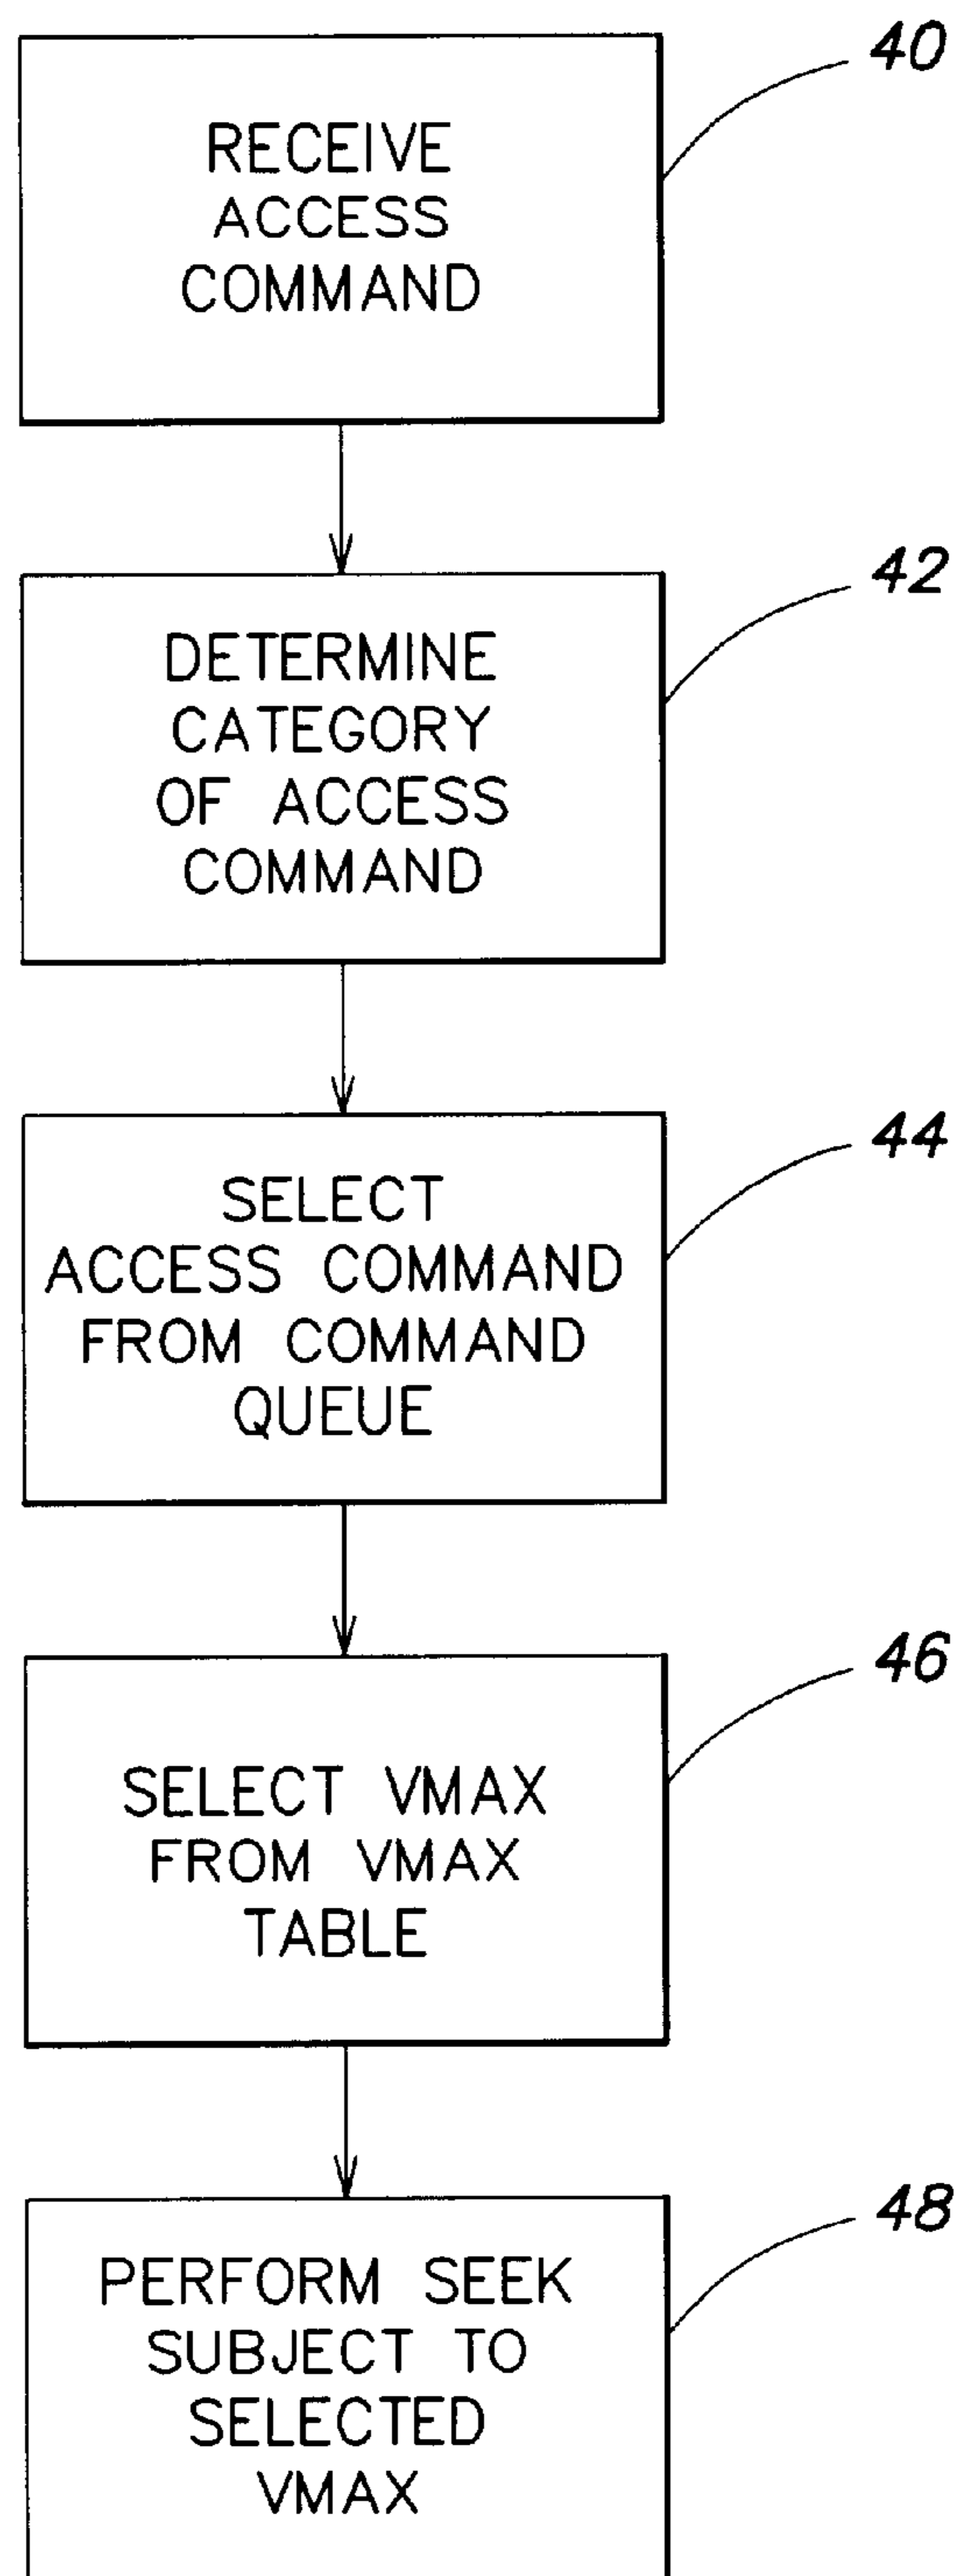 40
RECEIVE
ACCESS
COMMAND
42
DETERMINE
CATEGORY
OF ACCESS
COMMAND
44
SELECT
ACCESS COMMAND
FROM COMMAND
QUEUE
46
SELECT VMAX
FROM VMAX
TABLE
48
PERFORM SEEK
SUBJECT TO
SELECTED
VMAX